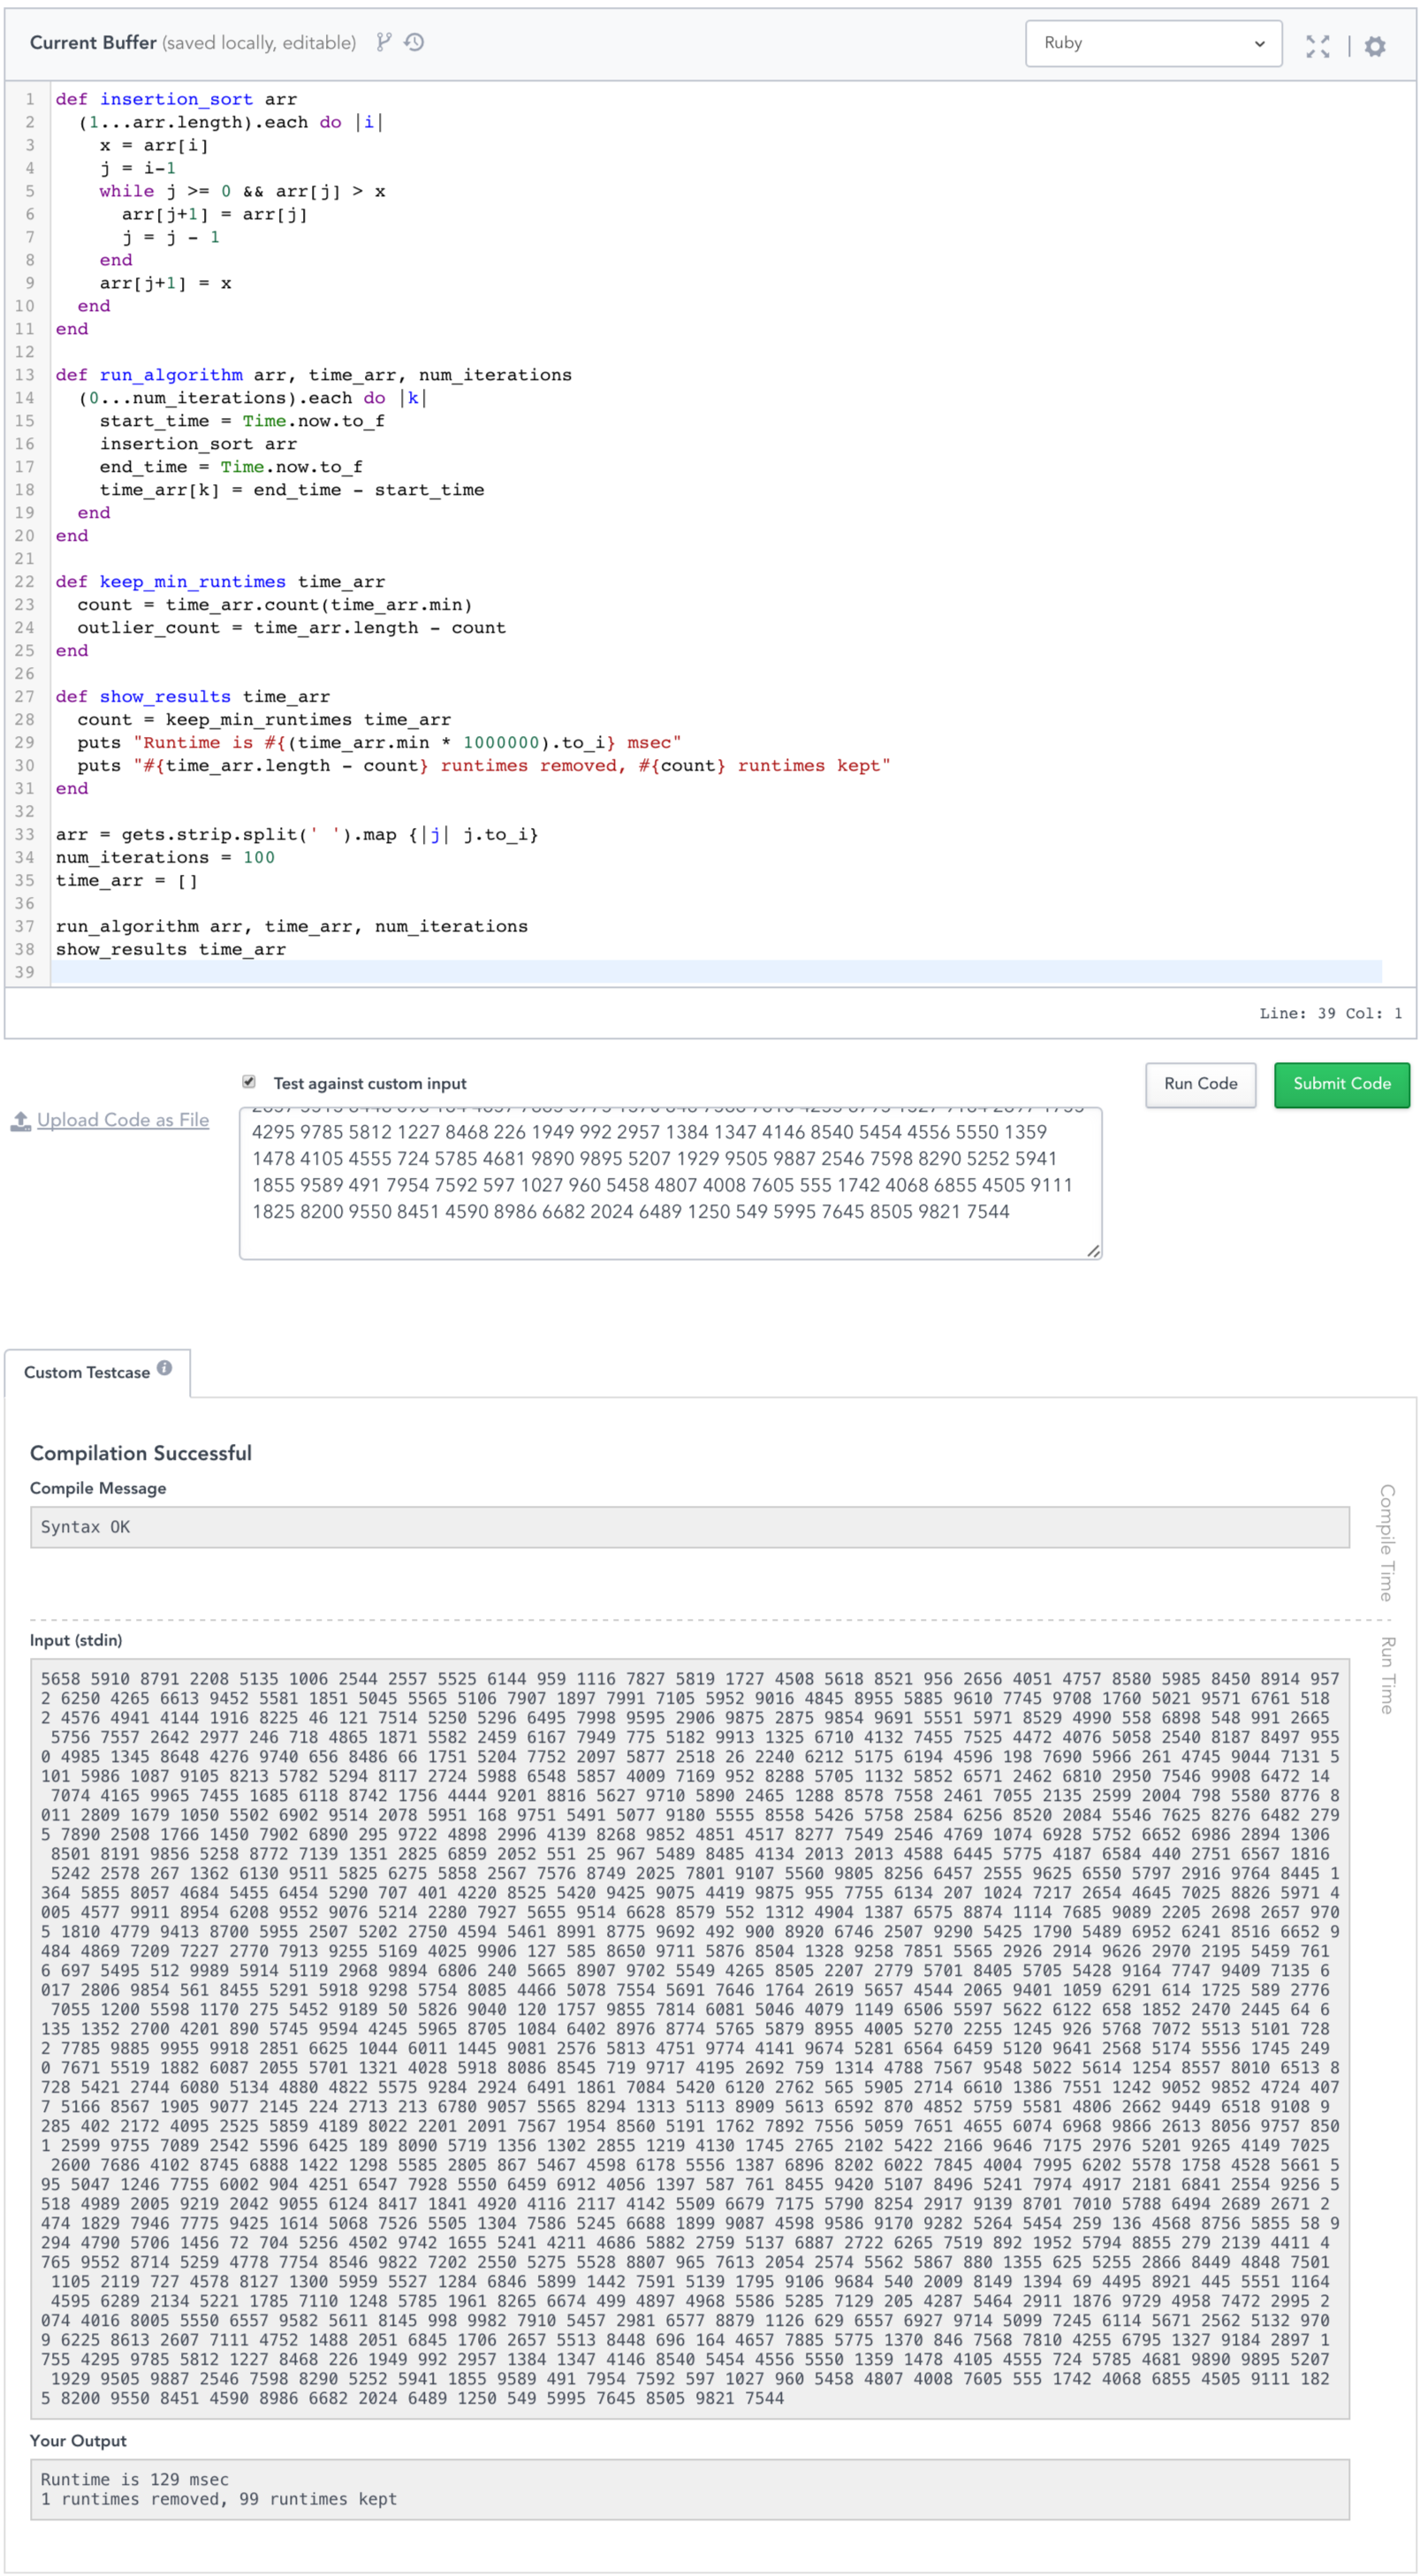 Current Buffer (saved locally, editable)
Ruby
1 def insertion_sort arr
2   (1...arr.length).each do |i|
3     x = arr[i]
4     j = i-1
5     while j >= 0 && arr[j] > x
6       arr[j+1] = arr[j]
7       j = j - 1
8     end
9     arr[j+1] = x
10   end
11 end
12
13 def run_algorithm arr, time_arr, num_iterations
14   (0...num_iterations).each do |k|
15     start_time = Time.now.to_f
16     insertion_sort arr
17     end_time = Time.now.to_f
18     time_arr[k] = end_time - start_time
19   end
20 end
21
22 def keep_min_runtimes time_arr
23   count = time_arr.count(time_arr.min)
24   outlier_count = time_arr.length - count
25 end
26
27 def show_results time_arr
28   count = keep_min_runtimes time_arr
29   puts "Runtime is #{(time_arr.min * 1000000).to_i} msec"
30   puts "#{time_arr.length - count} runtimes removed, #{count} runtimes kept"
31 end
32
33 arr = gets.strip.split(' ').map {|j| j.to_i}
34 num_iterations = 100
35 time_arr = []
36
37 run_algorithm arr, time_arr, num_iterations
38 show_results time_arr
39
Line: 39 Col: 1
Upload Code as File
Test against custom input
Run Code
Submit Code
4295 9785 5812 1227 8468 226 1949 992 2957 1384 1347 4146 8540 5454 4556 5550 1359
1478 4105 4555 724 5785 4681 9890 9895 5207 1929 9505 9887 2546 7598 8290 5252 5941
1855 9589 491 7954 7592 597 1027 960 5458 4807 4008 7605 555 1742 4068 6855 4505 9111
1825 8200 9550 8451 4590 8986 6682 2024 6489 1250 549 5995 7645 8505 9821 7544
Custom Testcase
Compilation Successful
Compile Message
Syntax OK
Compile Time
Input (stdin)
Run Time
5658 5910 8791 2208 5135 1006 2544 2557 5525 6144 959 1116 7827 5819 1727 4508 5618 8521 956 2656 4051 4757 8580 5985 8450 8914 957
2 6250 4265 6613 9452 5581 1851 5045 5565 5106 7907 1897 7991 7105 5952 9016 4845 8955 5885 9610 7745 9708 1760 5021 9571 6761 518
2 4576 4941 4144 1916 8225 46 121 7514 5250 5296 6495 7998 9595 2906 9875 2875 9854 9691 5551 5971 8529 4990 558 6898 548 991 2665
5756 7557 2642 2977 246 718 4865 1871 5582 2459 6167 7949 775 5182 9913 1325 6710 4132 7455 7525 4472 4076 5058 2540 8187 8497 955
0 4985 1345 8648 4276 9740 656 8486 66 1751 5204 7752 2097 5877 2518 26 2240 6212 5175 6194 4596 198 7690 5966 261 4745 9044 7131 5
101 5986 1087 9105 8213 5782 5294 8117 2724 5988 6548 5857 4009 7169 952 8288 5705 1132 5852 6571 2462 6810 2950 7546 9908 6472 14
7074 4165 9965 7455 1685 6118 8742 1756 4444 9201 8816 5627 9710 5890 2465 1288 8578 7558 2461 7055 2135 2599 2004 798 5580 8776 8
011 2809 1679 1050 5502 6902 9514 2078 5951 168 9751 5491 5077 9180 5555 8558 5426 5758 2584 6256 8520 2084 5546 7625 8276 6482 279
5 7890 2508 1766 1450 7902 6890 295 9722 4898 2996 4139 8268 9852 4851 4517 8277 7549 2546 4769 1074 6928 5752 6652 6986 2894 1306
8501 8191 9856 5258 8772 7139 1351 2825 6859 2052 551 25 967 5489 8485 4134 2013 2013 4588 6445 5775 4187 6584 440 2751 6567 1816
5242 2578 267 1362 6130 9511 5825 6275 5858 2567 7576 8749 2025 7801 9107 5560 9805 8256 6457 2555 9625 6550 5797 2916 9764 8445 1
364 5855 8057 4684 5455 6454 5290 707 401 4220 8525 5420 9425 9075 4419 9875 955 7755 6134 207 1024 7217 2654 4645 7025 8826 5971 4
005 4577 9911 8954 6208 9552 9076 5214 2280 7927 5655 9514 6628 8579 552 1312 4904 1387 6575 8874 1114 7685 9089 2205 2698 2657 970
5 1810 4779 9413 8700 5955 2507 5202 2750 4594 5461 8991 8775 9692 492 900 8920 6746 2507 9290 5425 1790 5489 6952 6241 8516 6652 9
484 4869 7209 7227 2770 7913 9255 5169 4025 9906 127 585 8650 9711 5876 8504 1328 9258 7851 5565 2926 2914 9626 2970 2195 5459 761
6 697 5495 512 9989 5914 5119 2968 9894 6806 240 5665 8907 9702 5549 4265 8505 2207 2779 5701 8405 5705 5428 9164 7747 9409 7135 6
017 2806 9854 561 8455 5291 5918 9298 5754 8085 4466 5078 7554 5691 7646 1764 2619 5657 4544 2065 9401 1059 6291 614 1725 589 2776
7055 1200 5598 1170 275 5452 9189 50 5826 9040 120 1757 9855 7814 6081 5046 4079 1149 6506 5597 5622 6122 658 1852 2470 2445 64 6
135 1352 2700 4201 890 5745 9594 4245 5965 8705 1084 6402 8976 8774 5765 5879 8955 4005 5270 2255 1245 926 5768 7072 5513 5101 728
2 7785 9885 9955 9918 2851 6625 1044 6011 1445 9081 2576 5813 4751 9774 4141 9674 5281 6564 6459 5120 9641 2568 5174 5556 1745 249
0 7671 5519 1882 6087 2055 5701 1321 4028 5918 8086 8545 719 9717 4195 2692 759 1314 4788 7567 9548 5022 5614 1254 8557 8010 6513 8
728 5421 2744 6080 5134 4880 4822 5575 9284 2924 6491 1861 7084 5420 6120 2762 565 5905 2714 6610 1386 7551 1242 9052 9852 4724 407
7 5166 8567 1905 9077 2145 224 2713 213 6780 9057 5565 8294 1313 5113 8909 5613 6592 870 4852 5759 5581 4806 2662 9449 6518 9108 9
285 402 2172 4095 2525 5859 4189 8022 2201 2091 7567 1954 8560 5191 1762 7892 7556 5059 7651 4655 6074 6968 9866 2613 8056 9757 850
1 2599 9755 7089 2542 5596 6425 189 8090 5719 1356 1302 2855 1219 4130 1745 2765 2102 5422 2166 9646 7175 2976 5201 9265 4149 7025
2600 7686 4102 8745 6888 1422 1298 5585 2805 867 5467 4598 6178 5556 1387 6896 8202 6022 7845 4004 7995 6202 5578 1758 4528 5661 5
95 5047 1246 7755 6002 904 4251 6547 7928 5550 6459 6912 4056 1397 587 761 8455 9420 5107 8496 5241 7974 4917 2181 6841 2554 9256 5
518 4989 2005 9219 2042 9055 6124 8417 1841 4920 4116 2117 4142 5509 6679 7175 5790 8254 2917 9139 8701 7010 5788 6494 2689 2671 2
474 1829 7946 7775 9425 1614 5068 7526 5505 1304 7586 5245 6688 1899 9087 4598 9586 9170 9282 5264 5454 259 136 4568 8756 5855 58 9
294 4790 5706 1456 72 704 5256 4502 9742 1655 5241 4211 4686 5882 2759 5137 6887 2722 6265 7519 892 1952 5794 8855 279 2139 4411 4
765 9552 8714 5259 4778 7754 8546 9822 7202 2550 5275 5528 8807 965 7613 2054 2574 5562 5867 880 1355 625 5255 2866 8449 4848 7501
1105 2119 727 4578 8127 1300 5959 5527 1284 6846 5899 1442 7591 5139 1795 9106 9684 540 2009 8149 1394 69 4495 8921 445 5551 1164
4595 6289 2134 5221 1785 7110 1248 5785 1961 8265 6674 499 4897 4968 5586 5285 7129 205 4287 5464 2911 1876 9729 4958 7472 2995 2
074 4016 8005 5550 6557 9582 5611 8145 998 9982 7910 5457 2981 6577 8879 1126 629 6557 6927 9714 5099 7245 6114 5671 2562 5132 970
9 6225 8613 2607 7111 4752 1488 2051 6845 1706 2657 5513 8448 696 164 4657 7885 5775 1370 846 7568 7810 4255 6795 1327 9184 2897 1
755 4295 9785 5812 1227 8468 226 1949 992 2957 1384 1347 4146 8540 5454 4556 5550 1359 1478 4105 4555 724 5785 4681 9890 9895 5207
1929 9505 9887 2546 7598 8290 5252 5941 1855 9589 491 7954 7592 597 1027 960 5458 4807 4008 7605 555 1742 4068 6855 4505 9111 182
5 8200 9550 8451 4590 8986 6682 2024 6489 1250 549 5995 7645 8505 9821 7544
Your Output
Runtime is 129 msec
1 runtimes removed, 99 runtimes kept